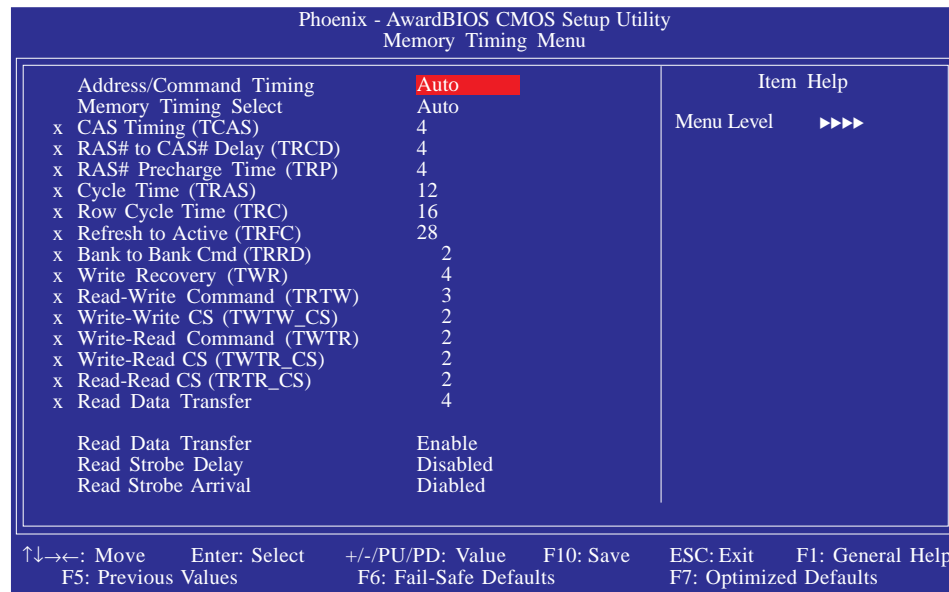 Phoenix - AwardBIOS CMOS Setup Utility
Memory Timing Menu
Address/Command Timing Auto
Memory Timing Select Auto
x CAS Timing (TCAS) 4
x RAS# to CAS# Delay (TRCD) 4
x RAS# Precharge Time (TRP) 4
x Cycle Time (TRAS) 12
x Row Cycle Time (TRC) 16
x Refresh to Active (TRFC) 28
x Bank to Bank Cmd (TRRD) 2
x Write Recovery (TWR) 4
x Read-Write Command (TRTW) 3
x Write-Write CS (TWTW_CS) 2
x Write-Read Command (TWTR) 2
x Write-Read CS (TWTR_CS) 2
x Read-Read CS (TRTR_CS) 2
x Read Data Transfer 4
Read Data Transfer Enable
Read Strobe Delay Disabled
Read Strobe Arrival Diabled
Item Help
Menu Level ▶▶▶▶
↑↓→←: Move Enter: Select +/-/PU/PD: Value F10: Save ESC: Exit F1: General Help
F5: Previous Values F6: Fail-Safe Defaults F7: Optimized Defaults